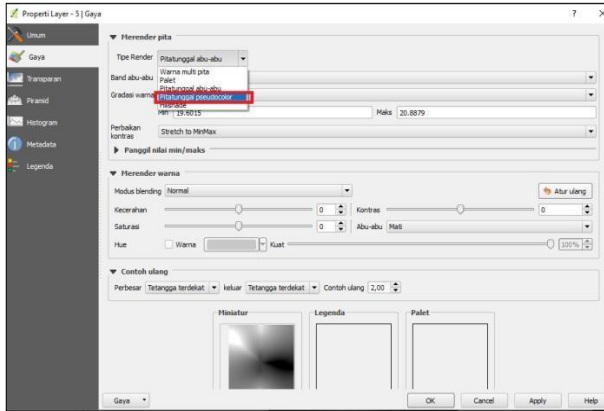 Properti Layer - 5 | Gaya
? ×
Umum
Gaya
Transparan
Piramid
Histogram
Metadata
Legenda
Merender pita
Tipe Render Pitatunggal abu-abu
Warna multi pita
Palet
Pitatunggal abu-abu
Pitatunggal pseudocolor
Hillshade
Band abu-abu
Gradasi warna
Min 19.6015 Maks 20.8879
Perbaikan kontras Stretch to MinMax
Panggil nilai min/maks
Merender warna
Modus blending Normal Atur ulang
Kecerahan 0 Kontras 0
Saturasi 0 Abu-abu Mati
Hue Warna Kuat 100%
Contoh ulang
Perbesar Tetangga terdekat keluar Tetangga terdekat Contoh ulang 2,00
Miniatur Legenda Palet
Gaya OK Cancel Apply Help